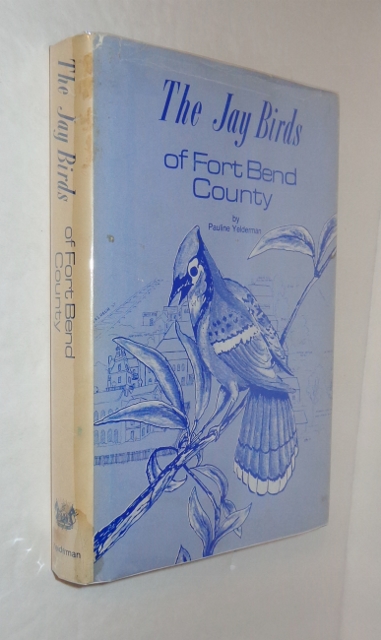 The Jay Birds
of Fort Bend
County
by
Pauline Yelderman
The Jay Birds
of Fort Bend
County